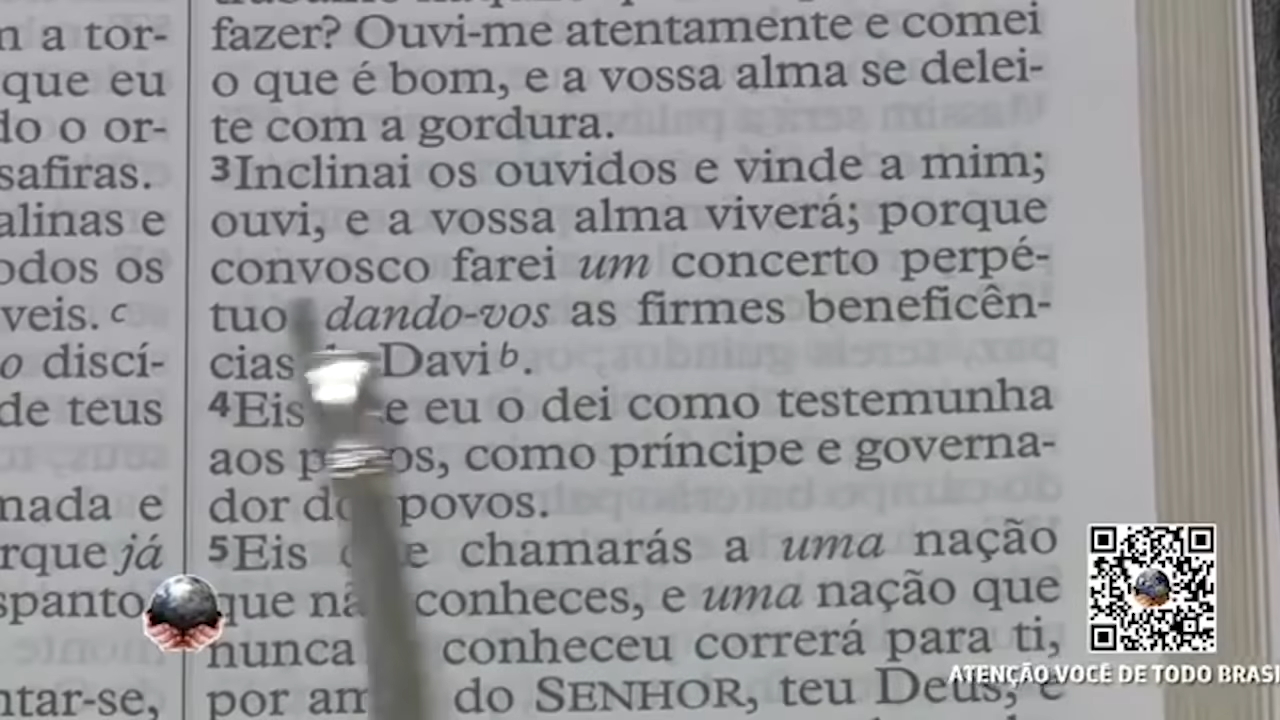 n a tor-
que eu
do o or-
safiras.
alinas e
odos os
veis. c
o discí-
de teus
nada e
rque já
spanto
ntar-se,
fazer? Ouvi-me atentamente e comei
o que é bom, e a vossa alma se delei-
te com a gordura.
3Inclinai os ouvidos e vinde a mim;
ouvi, e a vossa alma viverá; porque
convosco farei um concerto perpé-
tuo dando-vos as firmes beneficên-
cias Davi b.
4Eis e eu o dei como testemunha
aos os, como príncipe e governa-
dor do povos.
5Eis e chamarás a uma nação
que nã conheces, e uma nação que
nunca conheceu correrá para ti,
por am do SENHOR, teu Deus, e
ATENÇÃO VOCÊ DE TODO BRASI